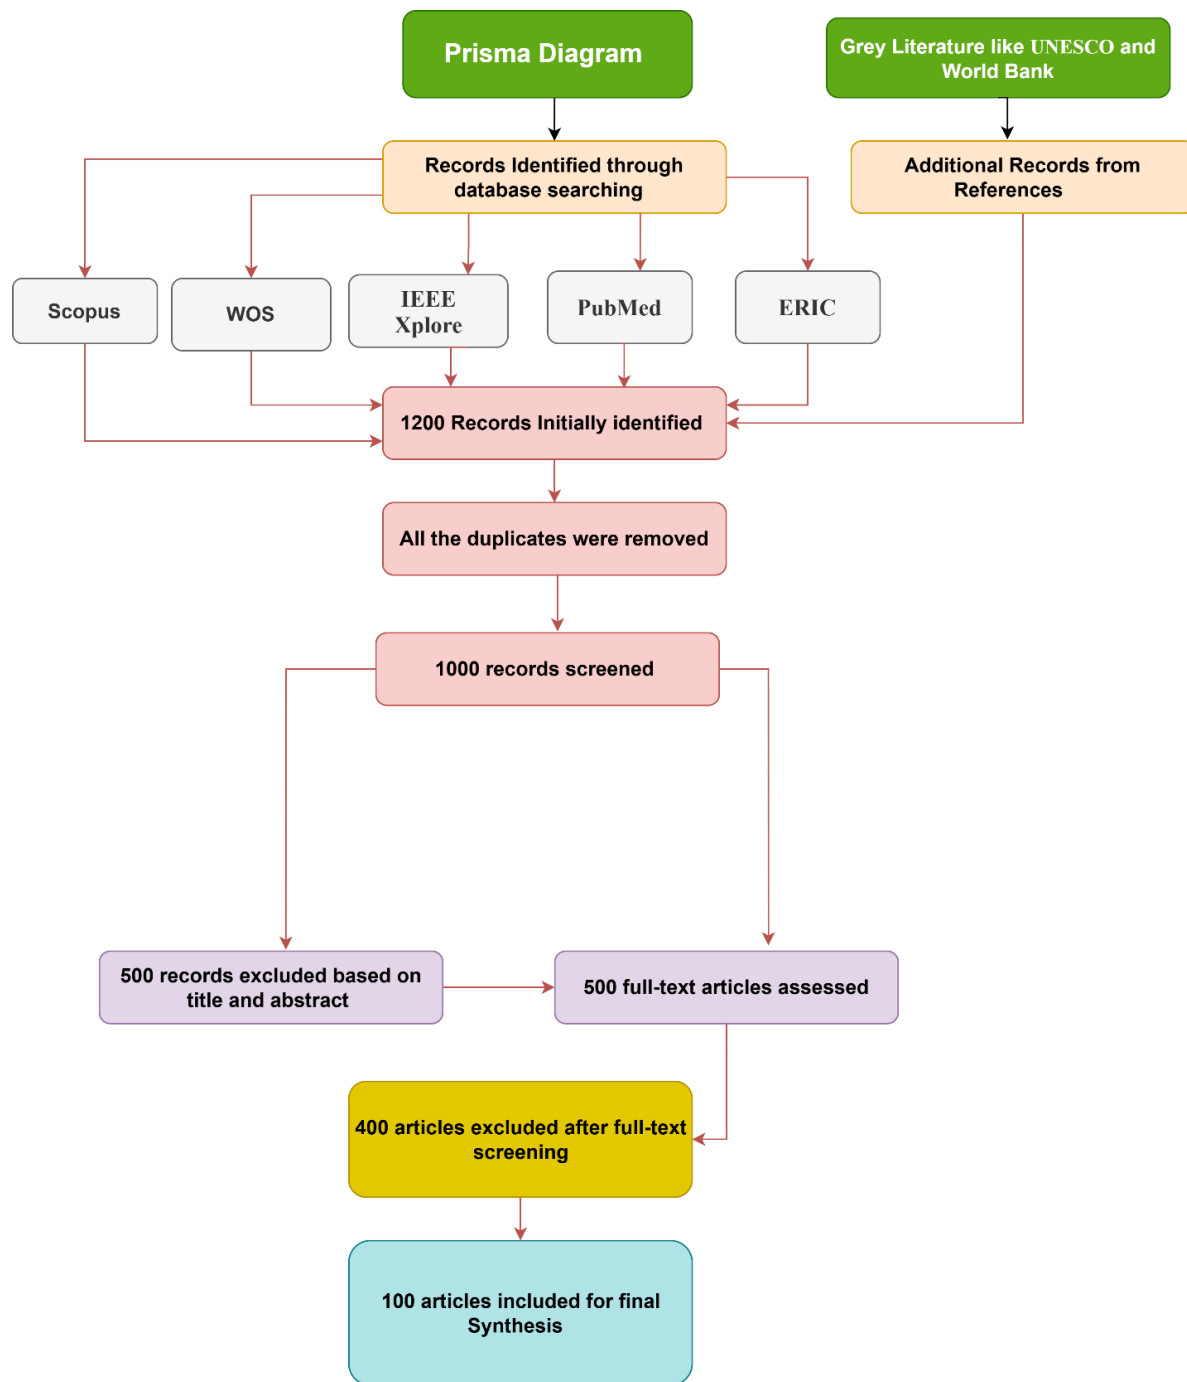 Prisma Diagram
Grey Literature like UNESCO and
World Bank
Records Identified through
database searching
Additional Records from
References
Scopus
WOS
IEEE
Xplore
PubMed
ERIC
1200 Records Initially identified
All the duplicates were removed
1000 records screened
500 records excluded based on
title and abstract
500 full-text articles assessed
400 articles excluded after full-text
screening
100 articles included for final
Synthesis